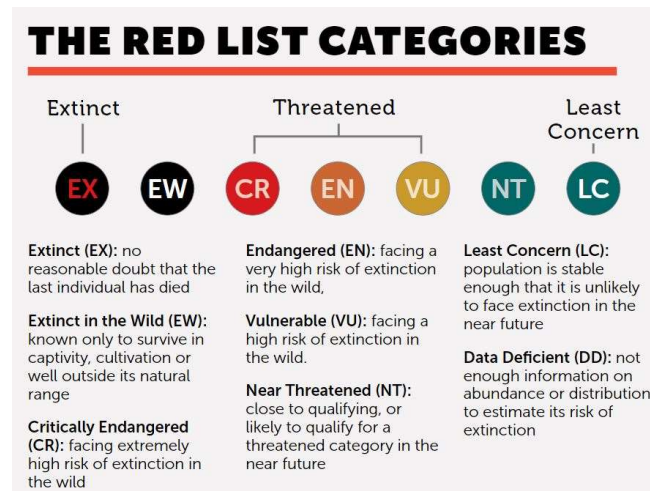 THE RED LIST CATEGORIES
Extinct
Threatened
Least
Concern
EX
EW
CR
EN
VU
NT
LC
Extinct (EX): no
reasonable doubt that the
last individual has died
Extinct in the Wild (EW):
known only to survive in
captivity, cultivation or
well outside its natural
range
Critically Endangered
(CR): facing extremely
high risk of extinction in
the wild
Endangered (EN): facing a
very high risk of extinction
in the wild,
Vulnerable (VU): facing a
high risk of extinction in
the wild.
Near Threatened (NT):
close to qualifying, or
likely to qualify for a
threatened category in the
near future
Least Concern (LC):
population is stable
enough that it is unlikely
to face extinction in the
near future
Data Deficient (DD): not
enough information on
abundance or distribution
to estimate its risk of
extinction